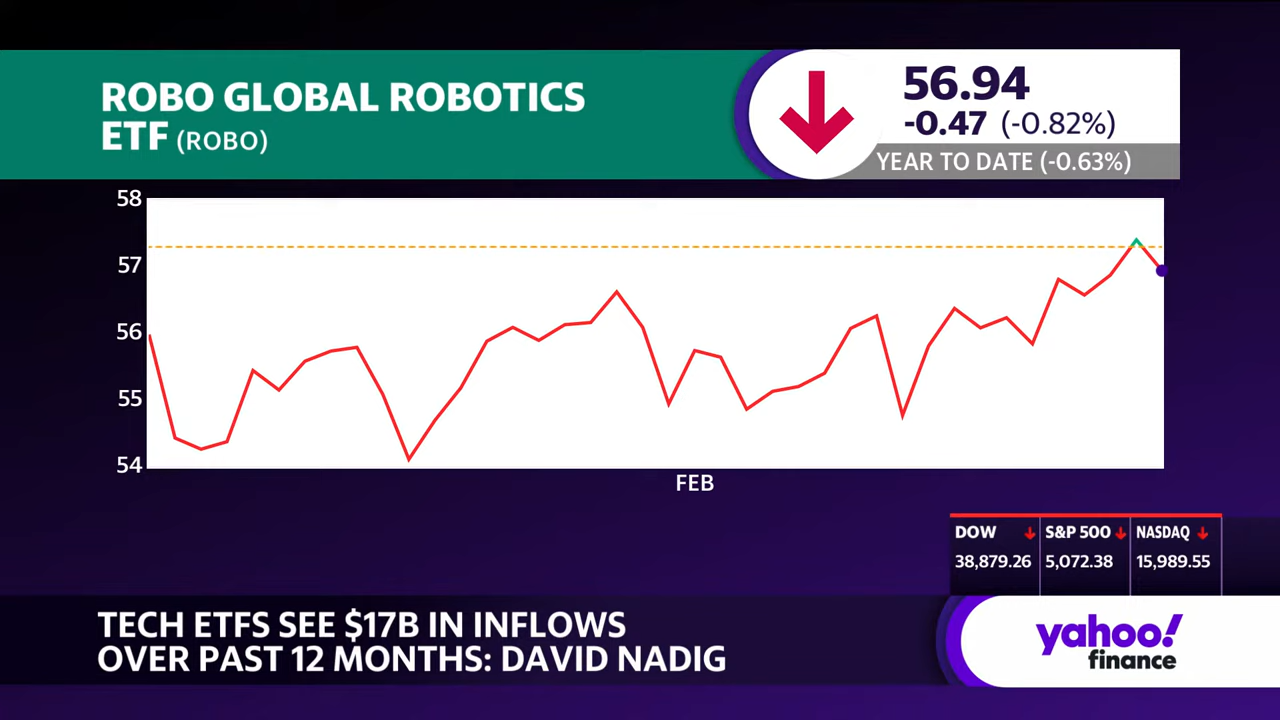 ROBO GLOBAL ROBOTICS
ETF (ROBO)
56.94
-0.47 (-0.82%)
YEAR TO DATE (-0.63%)
58
57
56
55
54
FEB
DOW
38,879.26
S&P 500
5,072.38
NASDAQ
15,989.55
TECH ETFS SEE $17B IN INFLOWS
OVER PAST 12 MONTHS: DAVID NADIG
yahoo!
finance